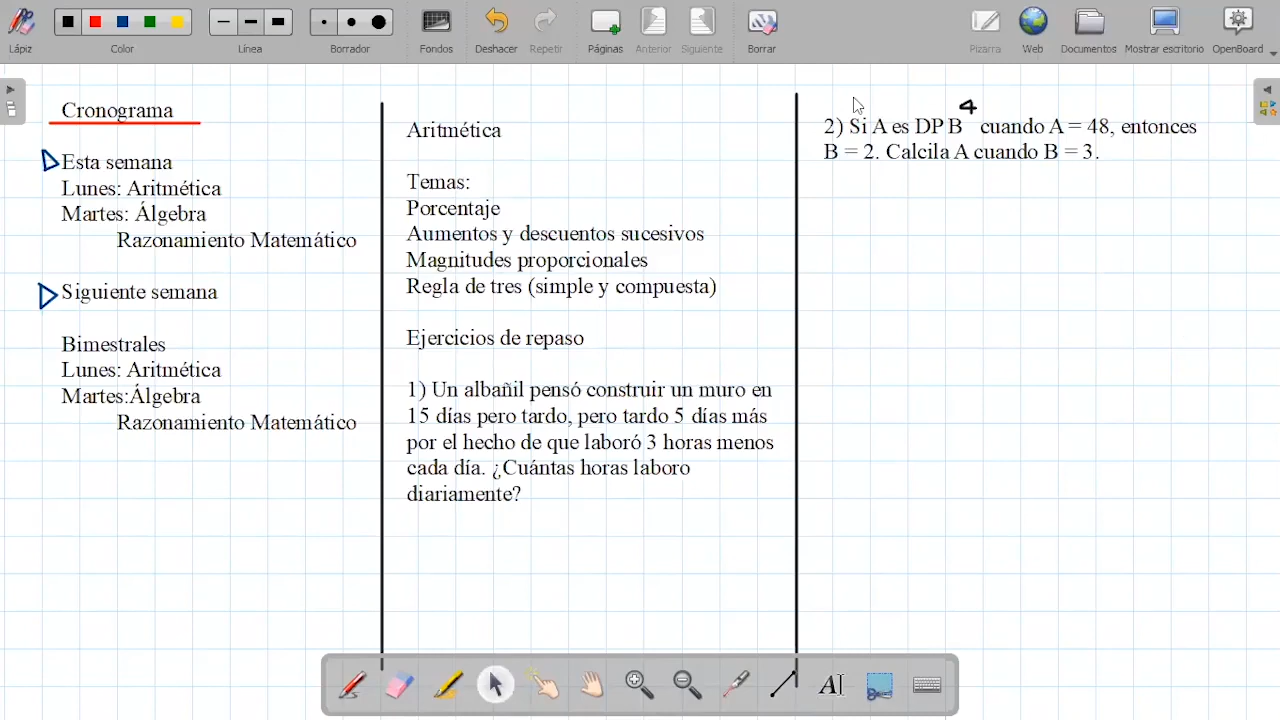 Lápiz
Color
Línea
Borrador
Fondos
Deshacer
Repetir
Páginas
Anterior
Siguiente
Borrar
Pizarra
Web
Documentos
Mostrar escritorio
OpenBoard
Cronograma
Esta semana
Lunes: Aritmética
Martes: Álgebra
Razonamiento Matemático
Siguiente semana
Bimestrales
Lunes: Aritmética
Martes:Álgebra
Razonamiento Matemático
Aritmética
Temas:
Porcentaje
Aumentos y descuentos sucesivos
Magnitudes proporcionales
Regla de tres (simple y compuesta)
Ejercicios de repaso
1) Un albañil pensó construir un muro en
15 días pero tardo, pero tardo 5 días más
por el hecho de que laboró 3 horas menos
cada día. ¿Cuántas horas laboro
diariamente?
2) Si A es DP B⁴ cuando A = 48, entonces
B = 2. Calcila A cuando B = 3.
AI